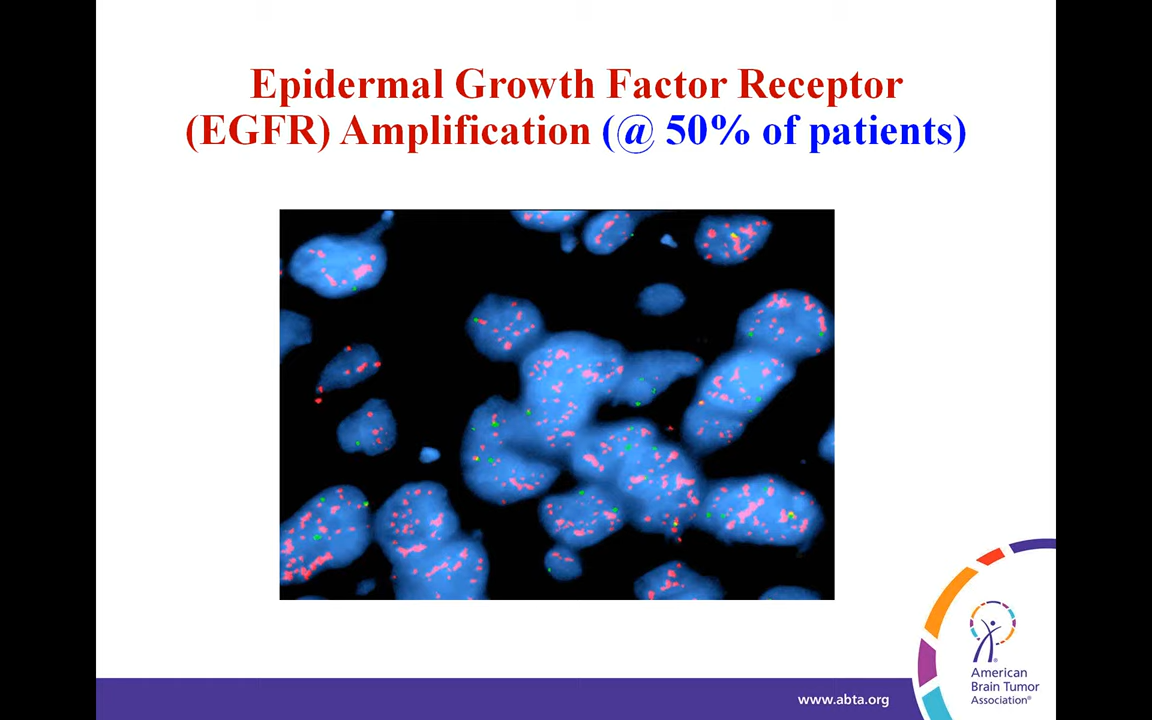 Epidermal Growth Factor Receptor
(EGFR) Amplification (@ 50% of patients)
www.abta.org
American
Brain Tumor
Association®